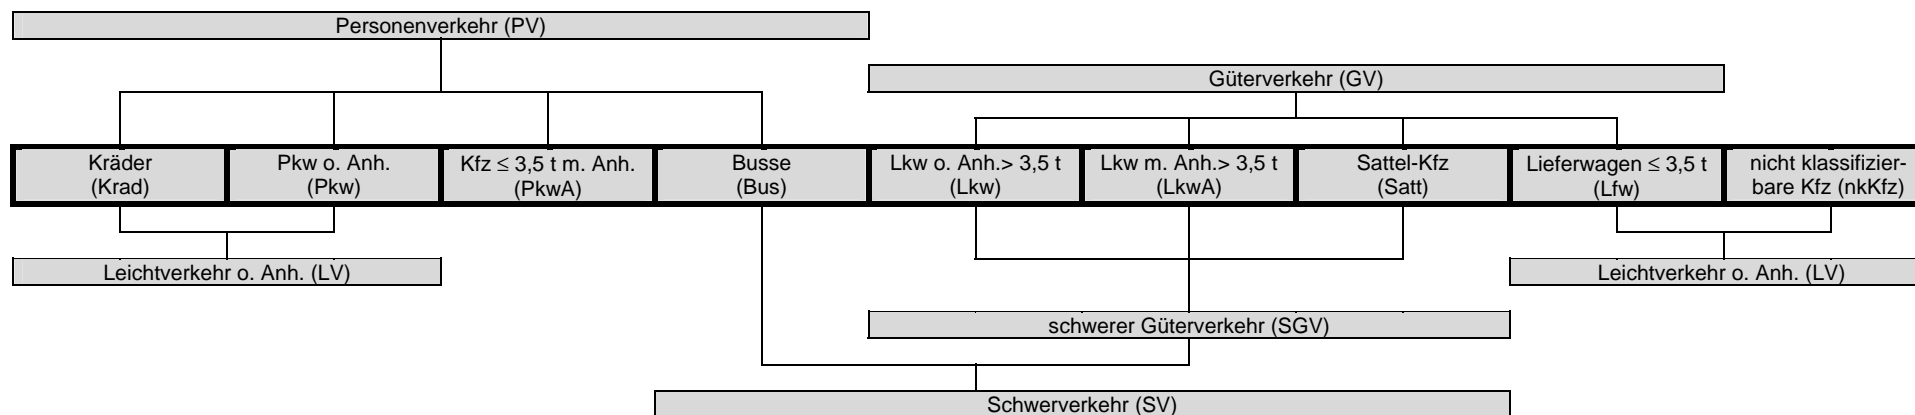 Personenverkehr (PV)
Güterverkehr (GV)
Kräder
(Krad)
Pkw o. Anh.
(Pkw)
Kfz ≤ 3,5 t m. Anh.
(PkwA)
Busse
(Bus)
Lkw o. Anh.> 3,5 t
(Lkw)
Lkw m. Anh.> 3,5 t
(LkwA)
Sattel-Kfz
(Satt)
Lieferwagen ≤ 3,5 t
(Lfw)
nicht klassifizier-
bare Kfz (nkKfz)
Leichtverkehr o. Anh. (LV)
Leichtverkehr o. Anh. (LV)
schwerer Güterverkehr (SGV)
Schwerverkehr (SV)